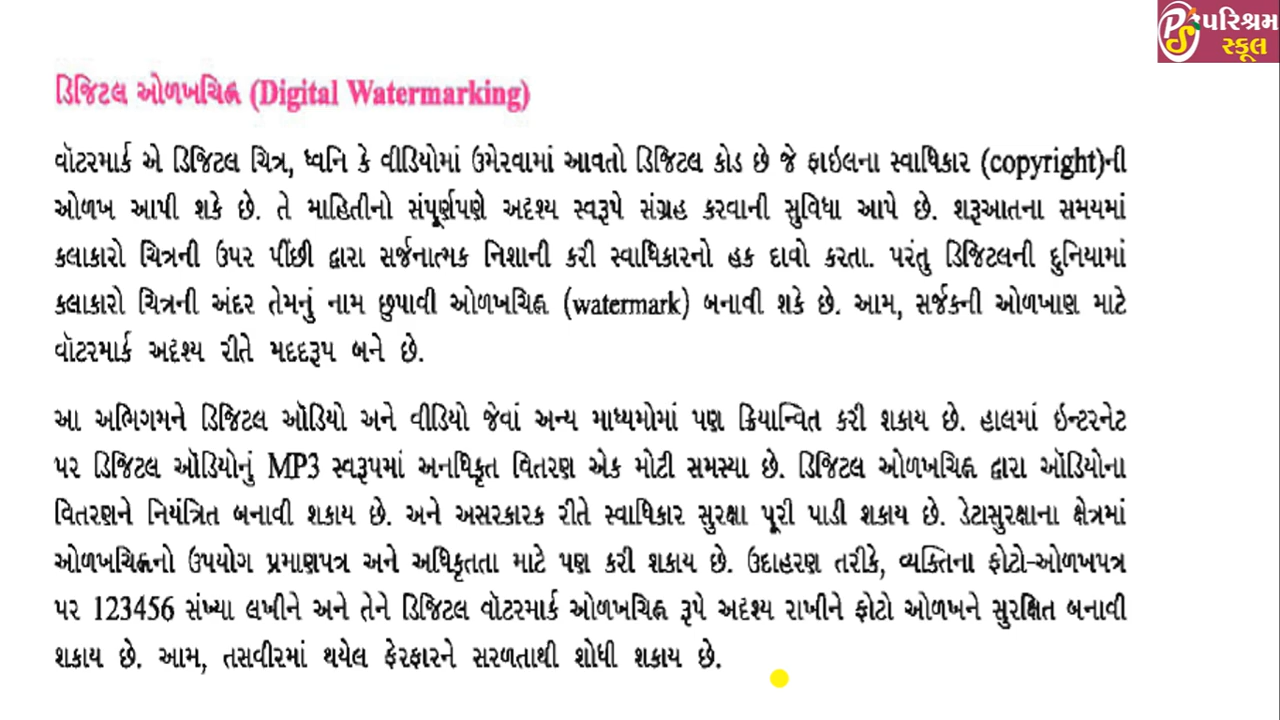 પરિશ્રમ
સ્કૂલ
ડિજિટલ ઓળખચિહ્ન (Digital Watermarking)
વૉટરમાર્ક એ ડિજિટલ ચિત્ર, ધ્વનિ કે વીડિયોમાં ઉમેરવામાં આવતો ડિજિટલ કોડ છે જે ફાઇલના સ્વાધિકાર (copyright)ની
ઓળખ આપી શકે છે. તે માહિતીનો સંપૂર્ણપણે અદૃશ્ય સ્વરૂપે સંગ્રહ કરવાની સુવિધા આપે છે. શરૂઆતના સમયમાં
કલાકારો ચિત્રની ઉપર પીંછી દ્વારા સર્જનાત્મક નિશાની કરી સ્વાધિકારનો હક દાવો કરતા. પરંતુ ડિજિટલની દુનિયામાં
કલાકારો ચિત્રની અંદર તેમનું નામ છુપાવી ઓળખચિહ્ન (watermark) બનાવી શકે છે. આમ, સર્જકની ઓળખાણ માટે
વૉટરમાર્ક અદૃશ્ય રીતે મદદરૂપ બને છે.
આ અભિગમને ડિજિટલ ઑડિયો અને વીડિયો જેવાં અન્ય માધ્યમોમાં પણ ક્રિયાન્વિત કરી શકાય છે. હાલમાં ઇન્ટરનેટ
પર ડિજિટલ ઑડિયોનું MP3 સ્વરૂપમાં અનધિકૃત વિતરણ એક મોટી સમસ્યા છે. ડિજિટલ ઓળખચિહ્ન દ્વારા ઑડિયોના
વિતરણને નિયંત્રિત બનાવી શકાય છે. અને અસરકારક રીતે સ્વાધિકાર સુરક્ષા પૂરી પાડી શકાય છે. ડેટાસુરક્ષાના ક્ષેત્રમાં
ઓળખચિહ્નનો ઉપયોગ પ્રમાણપત્ર અને અધિકૃતતા માટે પણ કરી શકાય છે. ઉદાહરણ તરીકે, વ્યક્તિના ફોટો-ઓળખપત્ર
પર 123456 સંખ્યા લખીને અને તેને ડિજિટલ વૉટરમાર્ક ઓળખચિહ્ન રૂપે અદૃશ્ય રાખીને ફોટો ઓળખને સુરક્ષિત બનાવી
શકાય છે. આમ, તસવીરમાં થયેલ ફેરફારને સરળતાથી શોધી શકાય છે.